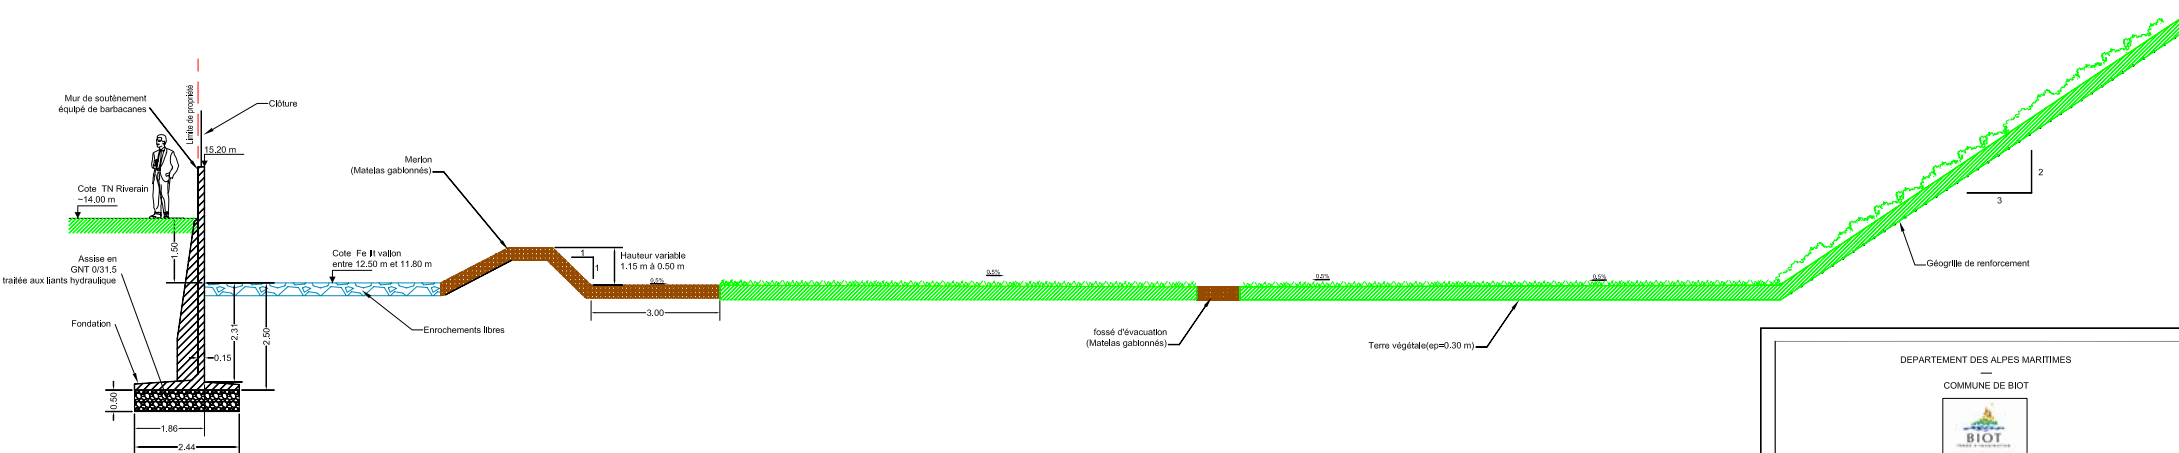 Mur de soutènement
équipé de barbacanes
Limite de propriété
Clôture
15.20 m
Cote TN Riverain
~14.00 m
1.50
Assise en
GNT 0/31.5
traitée aux liants hydraulique
Fondation
0.50
1.86
2.44
0.15
2.31
2.50
Cote Fe lit vallon
entre 12.50 m et 11.80 m
Enrochements libres
Merlon
(Matelas gabionnés)
1
1
Hauteur variable
1.15 m à 0.50 m
0.5%
3.00
0.5%
fossé d'évacuation
(Matelas gabionnés)
0.5%
Terre végétale(ep=0.30 m)
0.5%
Géogrille de renforcement
2
3
DEPARTEMENT DES ALPES MARITIMES
—
COMMUNE DE BIOT
BIOT